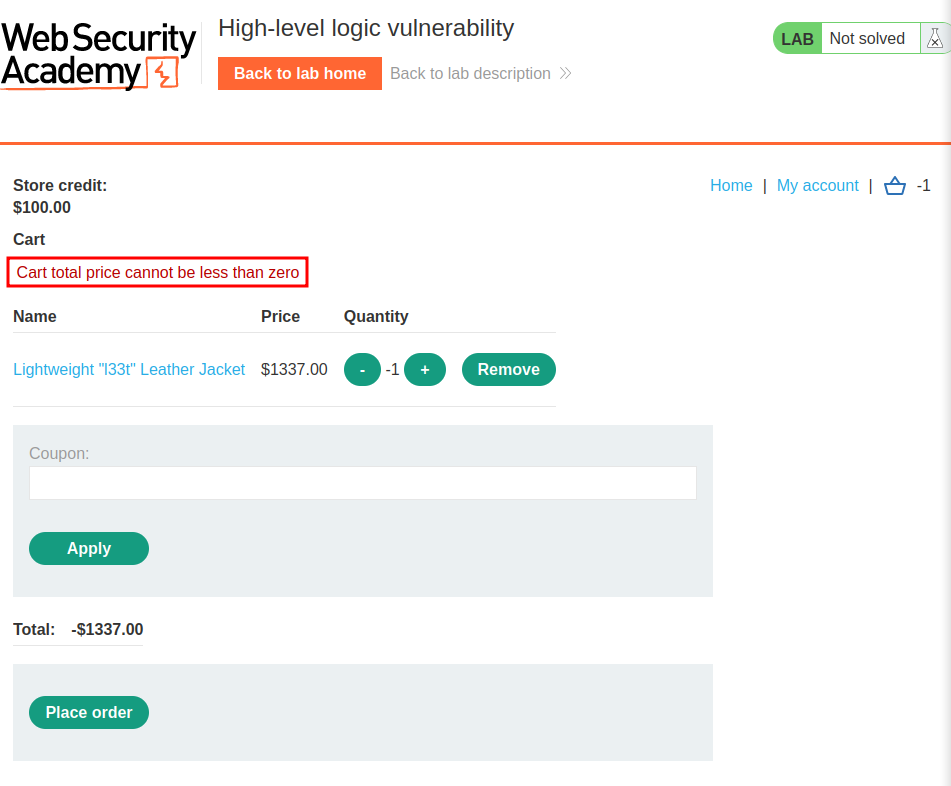 Web Security
Academy
High-level logic vulnerability
Back to lab home
Back to lab description
LAB
Not solved
Store credit:
$100.00
Home | My account | -1
Cart
Cart total price cannot be less than zero
Name Price Quantity
Lightweight "l33t" Leather Jacket $1337.00 - -1 + Remove
Coupon:
Apply
Total: -$1337.00
Place order